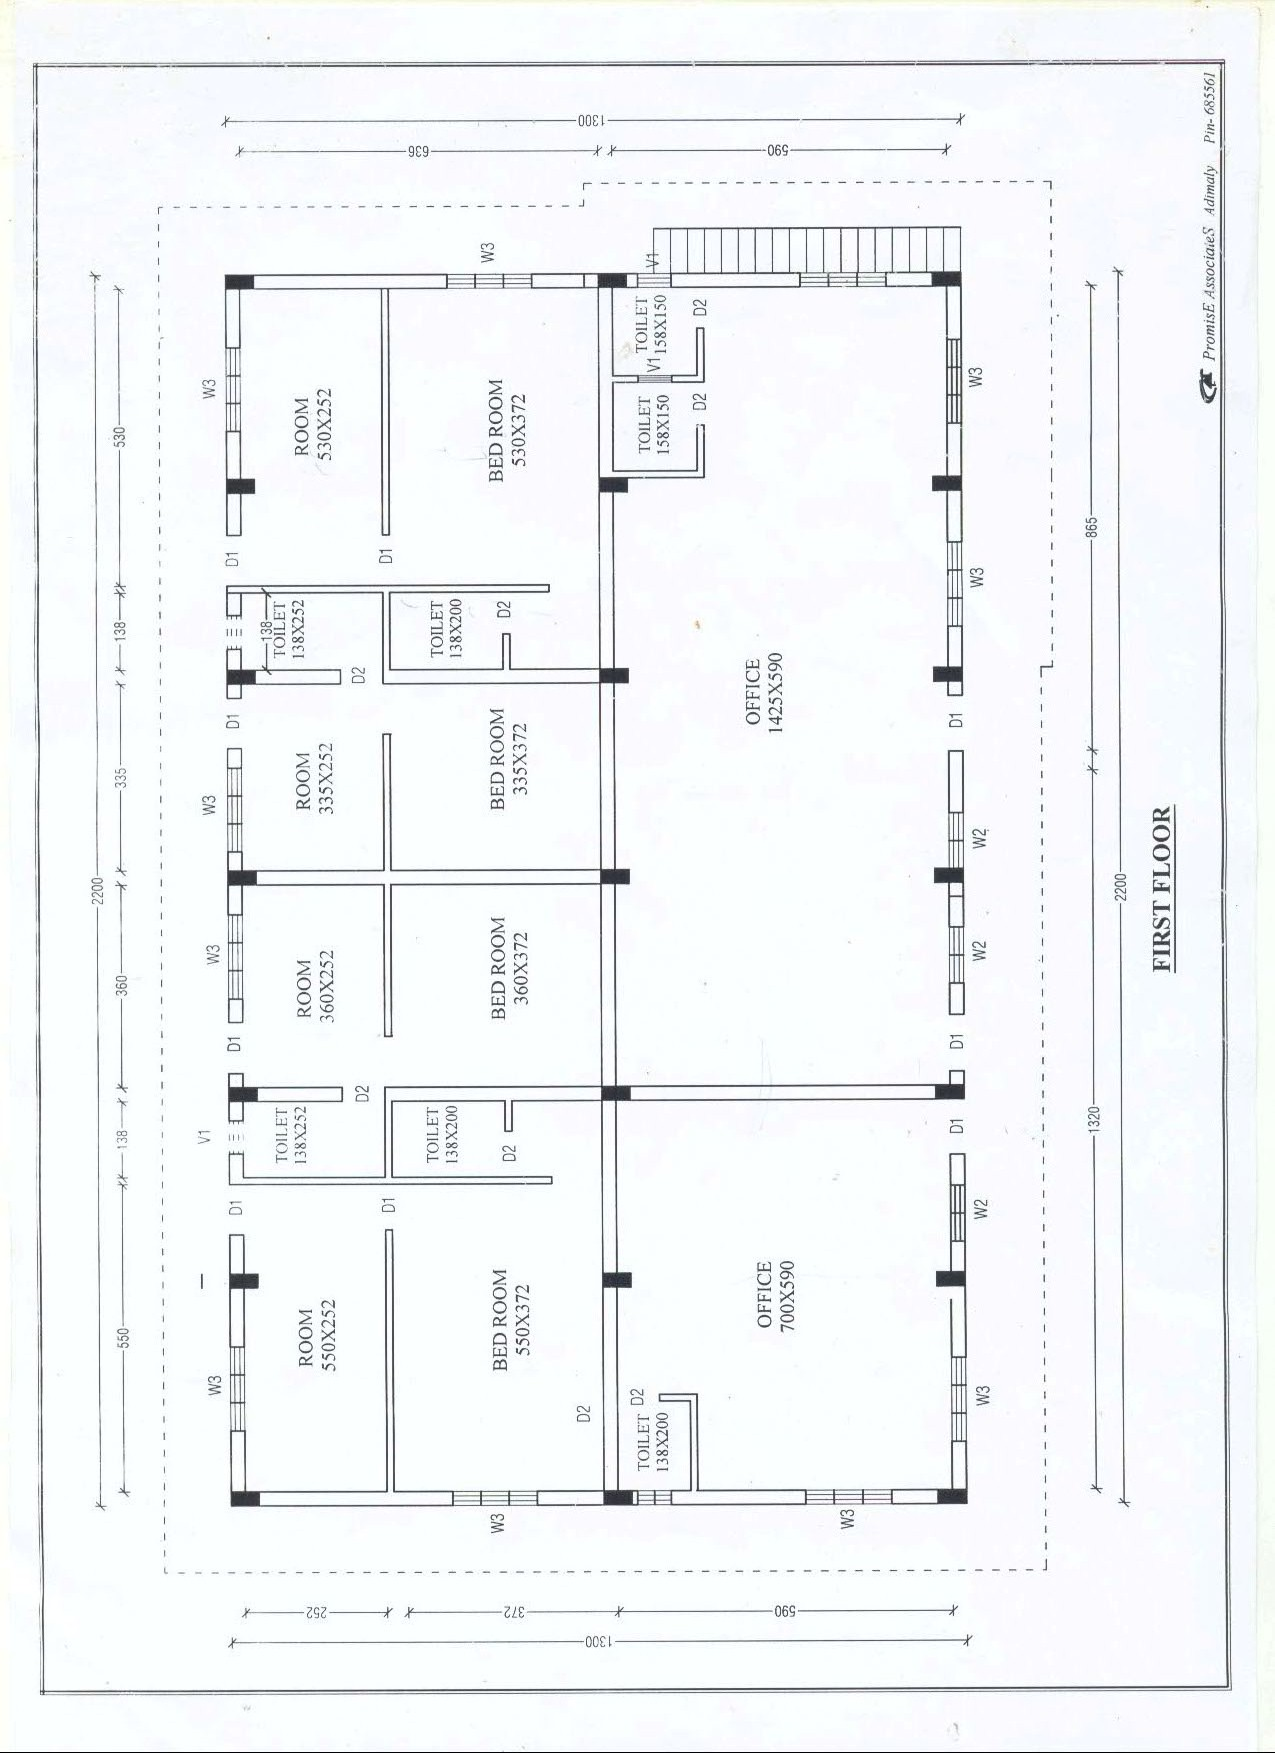 2200
550
138
360
335
138
530
W3
V1
W3
W3
W3
D1
D1
D1
D1
ROOM
550X252
TOILET
138X252
ROOM
360X252
ROOM
335X252
138
TOILET
138X252
ROOM
530X252
D2
D2
D1
D1
252
BED ROOM
550X372
TOILET
138X200
BED ROOM
360X372
BED ROOM
335X372
TOILET
138X200
BED ROOM
530X372
636
1300
372
W3
D2
D2
W3
D2
1300
TOILET
138X200
D2
TOILET
158X150
V1
TOILET
158X150
V1
D2
D2
590
OFFICE
700X590
OFFICE
1425X590
590
W3
D1
D1
D1
W3
W2
W2
W2
W3
W3
1320
865
2200
FIRST FLOOR
PromisE AssociateS Adimaly Pin- 685561